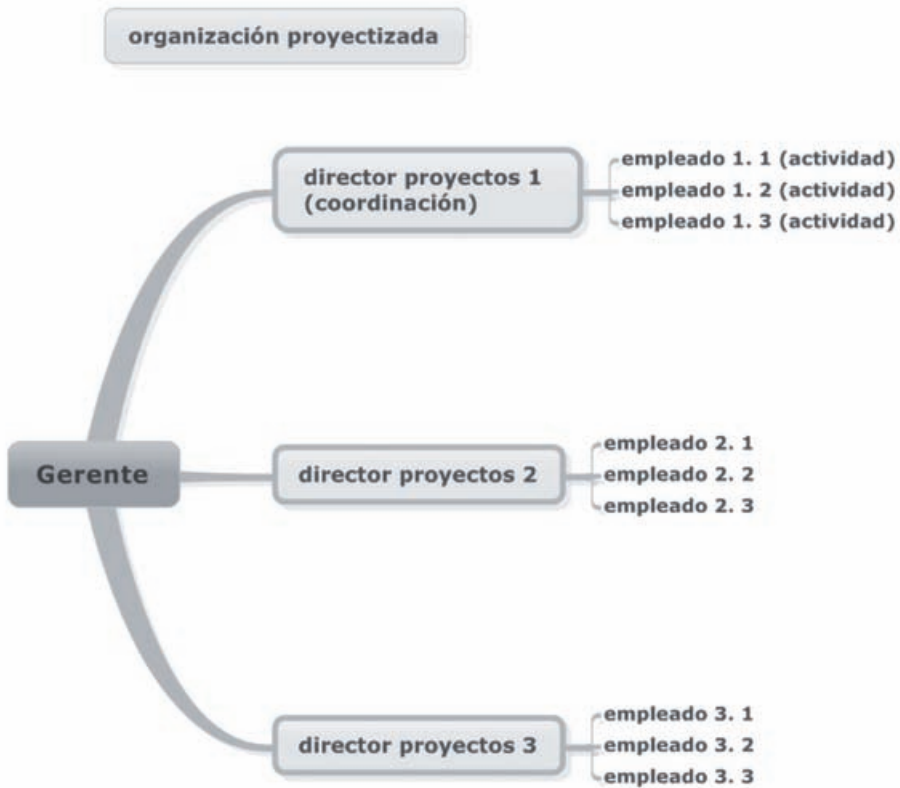 organización proyectizada
director proyectos 1
(coordinación)
empleado 1. 1 (actividad)
empleado 1. 2 (actividad)
empleado 1. 3 (actividad)
Gerente
director proyectos 2
empleado 2. 1
empleado 2. 2
empleado 2. 3
director proyectos 3
empleado 3. 1
empleado 3. 2
empleado 3. 3